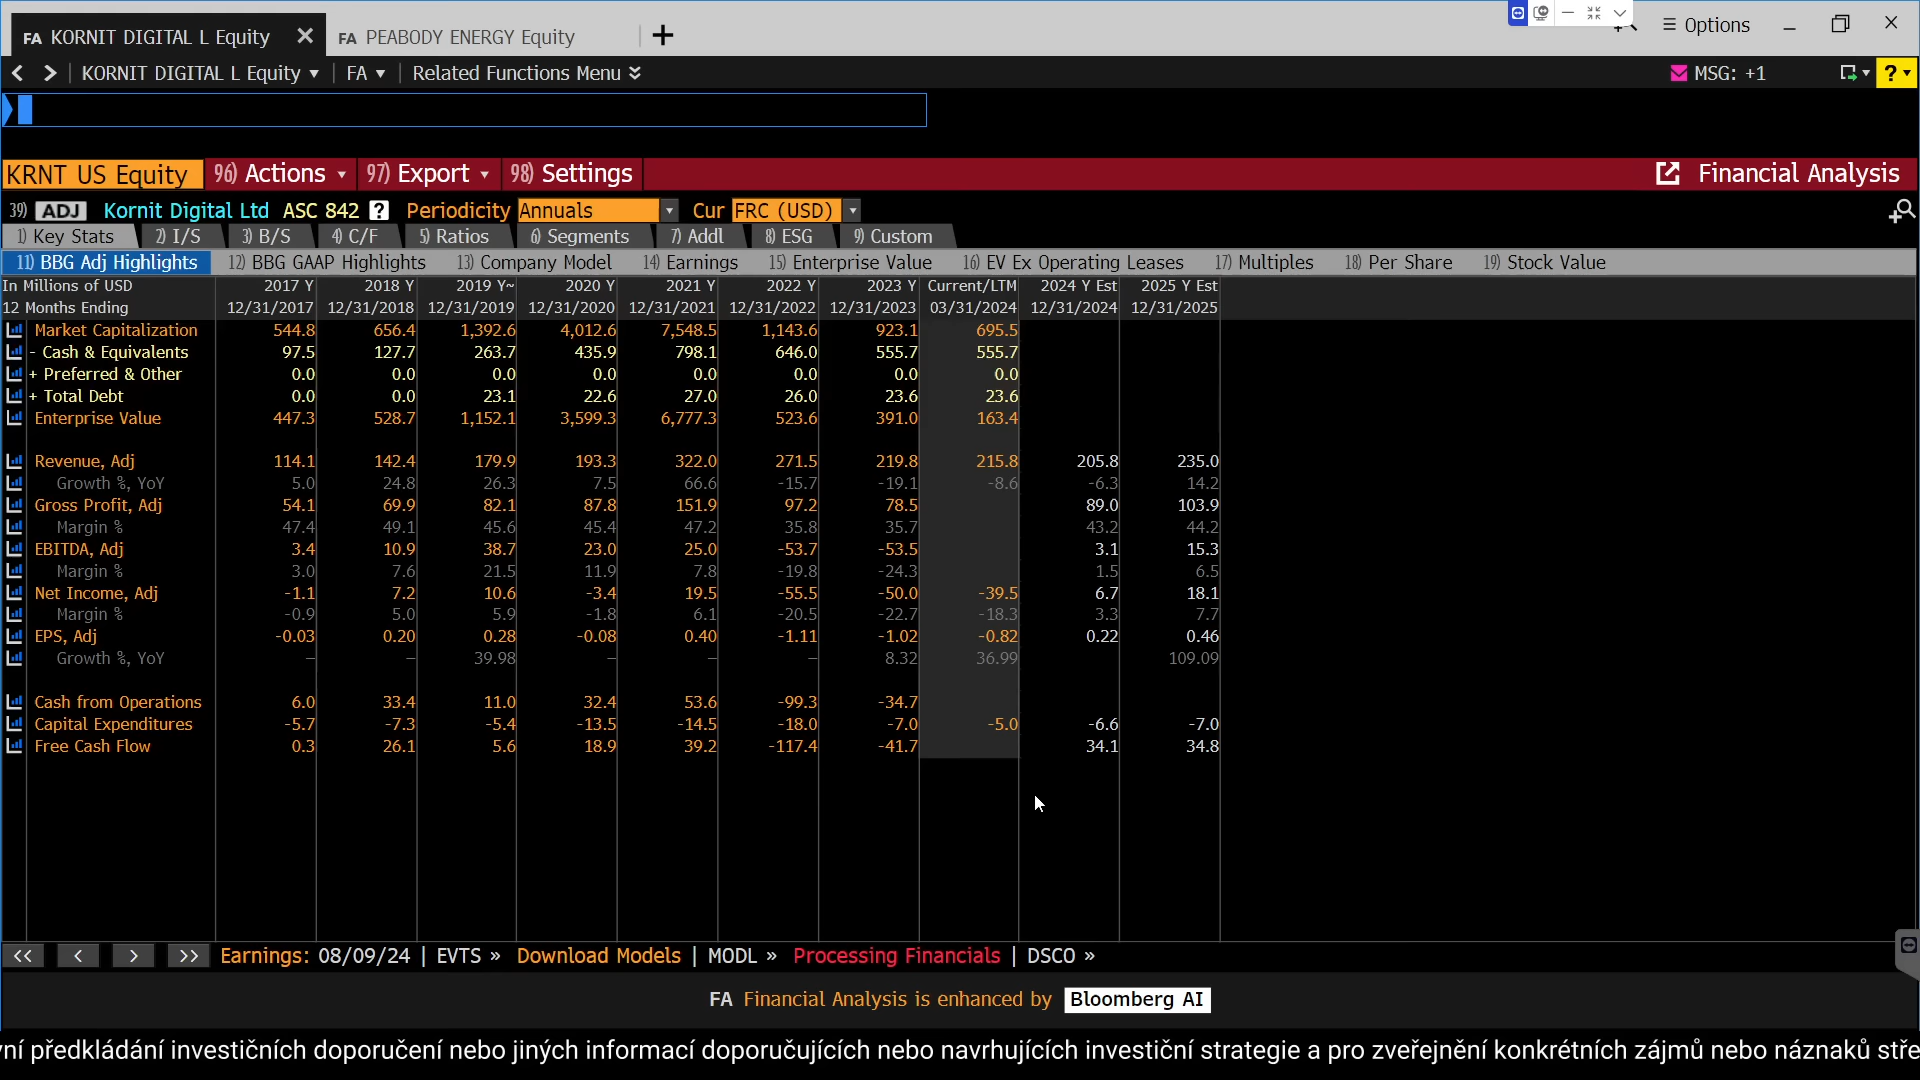 FA KORNIT DIGITAL L Equity FA PEABODY ENERGY Equity Options
KORNIT DIGITAL L Equity FA Related Functions Menu MSG: +1 ?
KRNT US Equity 96) Actions 97) Export 98) Settings Financial Analysis
39) ADJ Kornit Digital Ltd ASC 842 ? Periodicity Annuals Cur FRC (USD)
1) Key Stats 2) I/S 3) B/S 4) C/F 5) Ratios 6) Segments 7) Addl 8) ESG 9) Custom
11) BBG Adj Highlights 12) BBG GAAP Highlights 13) Company Model 14) Earnings 15) Enterprise Value 16) EV Ex Operating Leases 17) Multiples 18) Per Share 19) Stock Value
In Millions of USD 2017 Y 2018 Y 2019 Y~ 2020 Y 2021 Y 2022 Y 2023 Y Current/LTM 2024 Y Est 2025 Y Est
12 Months Ending 12/31/2017 12/31/2018 12/31/2019 12/31/2020 12/31/2021 12/31/2022 12/31/2023 03/31/2024 12/31/2024 12/31/2025
Market Capitalization 544.8 656.4 1,392.6 4,012.6 7,548.5 1,143.6 923.1 695.5
- Cash & Equivalents 97.5 127.7 263.7 435.9 798.1 646.0 555.7 555.7
+ Preferred & Other 0.0 0.0 0.0 0.0 0.0 0.0 0.0 0.0
+ Total Debt 0.0 0.0 23.1 22.6 27.0 26.0 23.6 23.6
Enterprise Value 447.3 528.7 1,152.1 3,599.3 6,777.3 523.6 391.0 163.4
Revenue, Adj 114.1 142.4 179.9 193.3 322.0 271.5 219.8 215.8 205.8 235.0
Growth %, YoY 5.0 24.8 26.3 7.5 66.6 -15.7 -19.1 -8.6 -6.3 14.2
Gross Profit, Adj 54.1 69.9 82.1 87.8 151.9 97.2 78.5 89.0 103.9
Margin % 47.4 49.1 45.6 45.4 47.2 35.8 35.7 43.2 44.2
EBITDA, Adj 3.4 10.9 38.7 23.0 25.0 -53.7 -53.5 3.1 15.3
Margin % 3.0 7.6 21.5 11.9 7.8 -19.8 -24.3 1.5 6.5
Net Income, Adj -1.1 7.2 10.6 -3.4 19.5 -55.5 -50.0 -39.5 6.7 18.1
Margin % -0.9 5.0 5.9 -1.8 6.1 -20.5 -22.7 -18.3 3.3 7.7
EPS, Adj -0.03 0.20 0.28 -0.08 0.40 -1.11 -1.02 -0.82 0.22 0.46
Growth %, YoY — — 39.98 — — — 8.32 36.99 109.09
Cash from Operations 6.0 33.4 11.0 32.4 53.6 -99.3 -34.7
Capital Expenditures -5.7 -7.3 -5.4 -13.5 -14.5 -18.0 -7.0 -5.0 -6.6 -7.0
Free Cash Flow 0.3 26.1 5.6 18.9 39.2 -117.4 -41.7 34.1 34.8
<< < > >> Earnings: 08/09/24 | EVTS » Download Models | MODL » Processing Financials | DSCO »
FA Financial Analysis is enhanced by Bloomberg AI
ní předkládání investičních doporučení nebo jiných informací doporučujících nebo navrhujících investiční strategie a pro zveřejnění konkrétních zájmů nebo náznaků stře